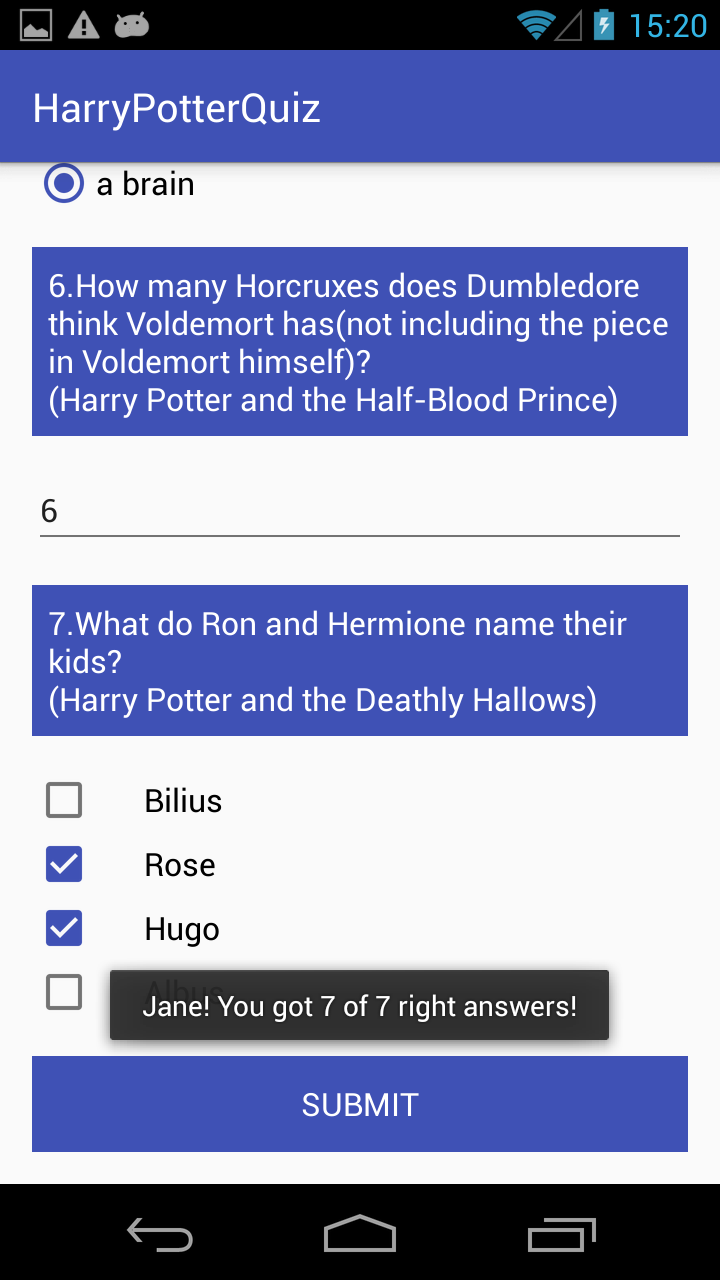 15:20
HarryPotterQuiz
a brain
6.How many Horcruxes does Dumbledore
think Voldemort has(not including the piece
in Voldemort himself)?
(Harry Potter and the Half-Blood Prince)
6
7.What do Ron and Hermione name their
kids?
(Harry Potter and the Deathly Hallows)
Bilius
Rose
Hugo
Albus
Jane! You got 7 of 7 right answers!
SUBMIT